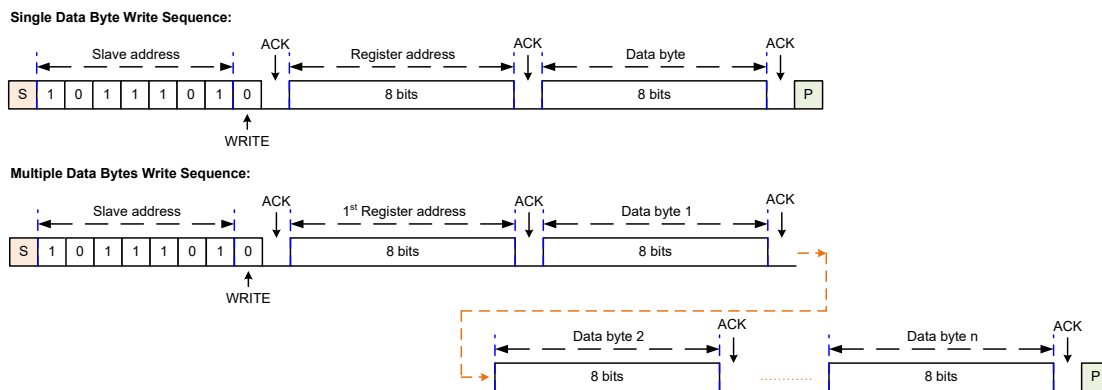 Single Data Byte Write Sequence:
ACK ACK ACK
Slave address Register address Data byte
S 1 0 1 1 1 0 1 0 8 bits 8 bits P
WRITE
Multiple Data Bytes Write Sequence:
ACK ACK ACK
Slave address 1st Register address Data byte 1
S 1 0 1 1 1 0 1 0 8 bits 8 bits
WRITE
ACK ACK
Data byte 2 Data byte n
8 bits ............ 8 bits P